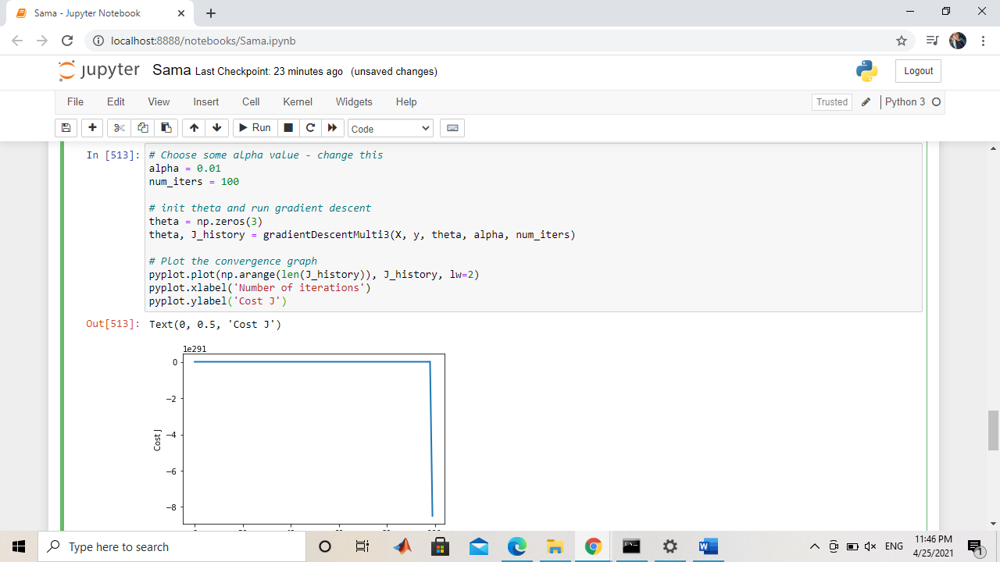 Sama - Jupyter Notebook
localhost:8888/notebooks/Sama.ipynb
jupyter Sama Last Checkpoint: 23 minutes ago (unsaved changes)
Logout
File Edit View Insert Cell Kernel Widgets Help
Trusted Python 3
Run Code
In [513]: # Choose some alpha value - change this
alpha = 0.01
num_iters = 100
# init theta and run gradient descent
theta = np.zeros(3)
theta, J_history = gradientDescentMulti3(X, y, theta, alpha, num_iters)
# Plot the convergence graph
pyplot.plot(np.arange(len(J_history)), J_history, lw=2)
pyplot.xlabel('Number of iterations')
pyplot.ylabel('Cost J')
Out[513]: Text(0, 0.5, 'Cost J')
1e291
0
−2
−4
−6
−8
Cost J
Type here to search
ENG
11:46 PM
4/25/2021
1